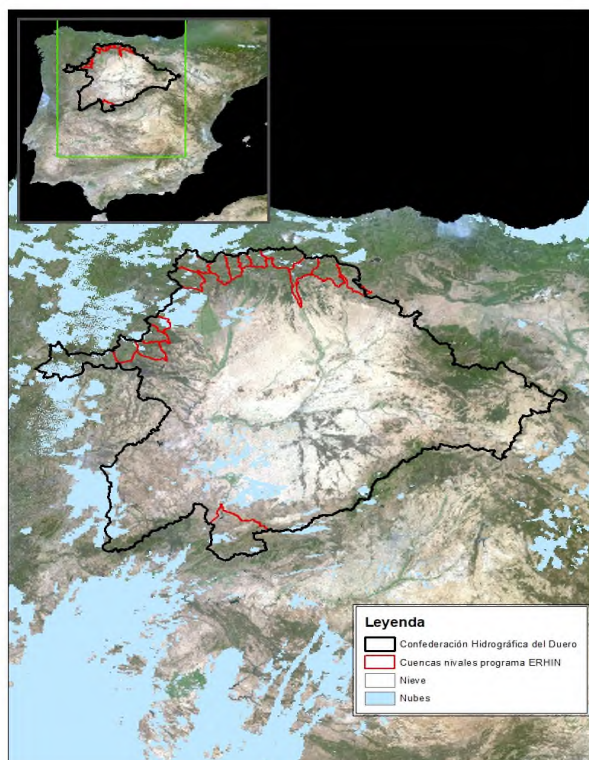 Leyenda
Confederación Hidrográfica del Duero
Cuencas nivales programa ERHIN
Nieve
Nubes